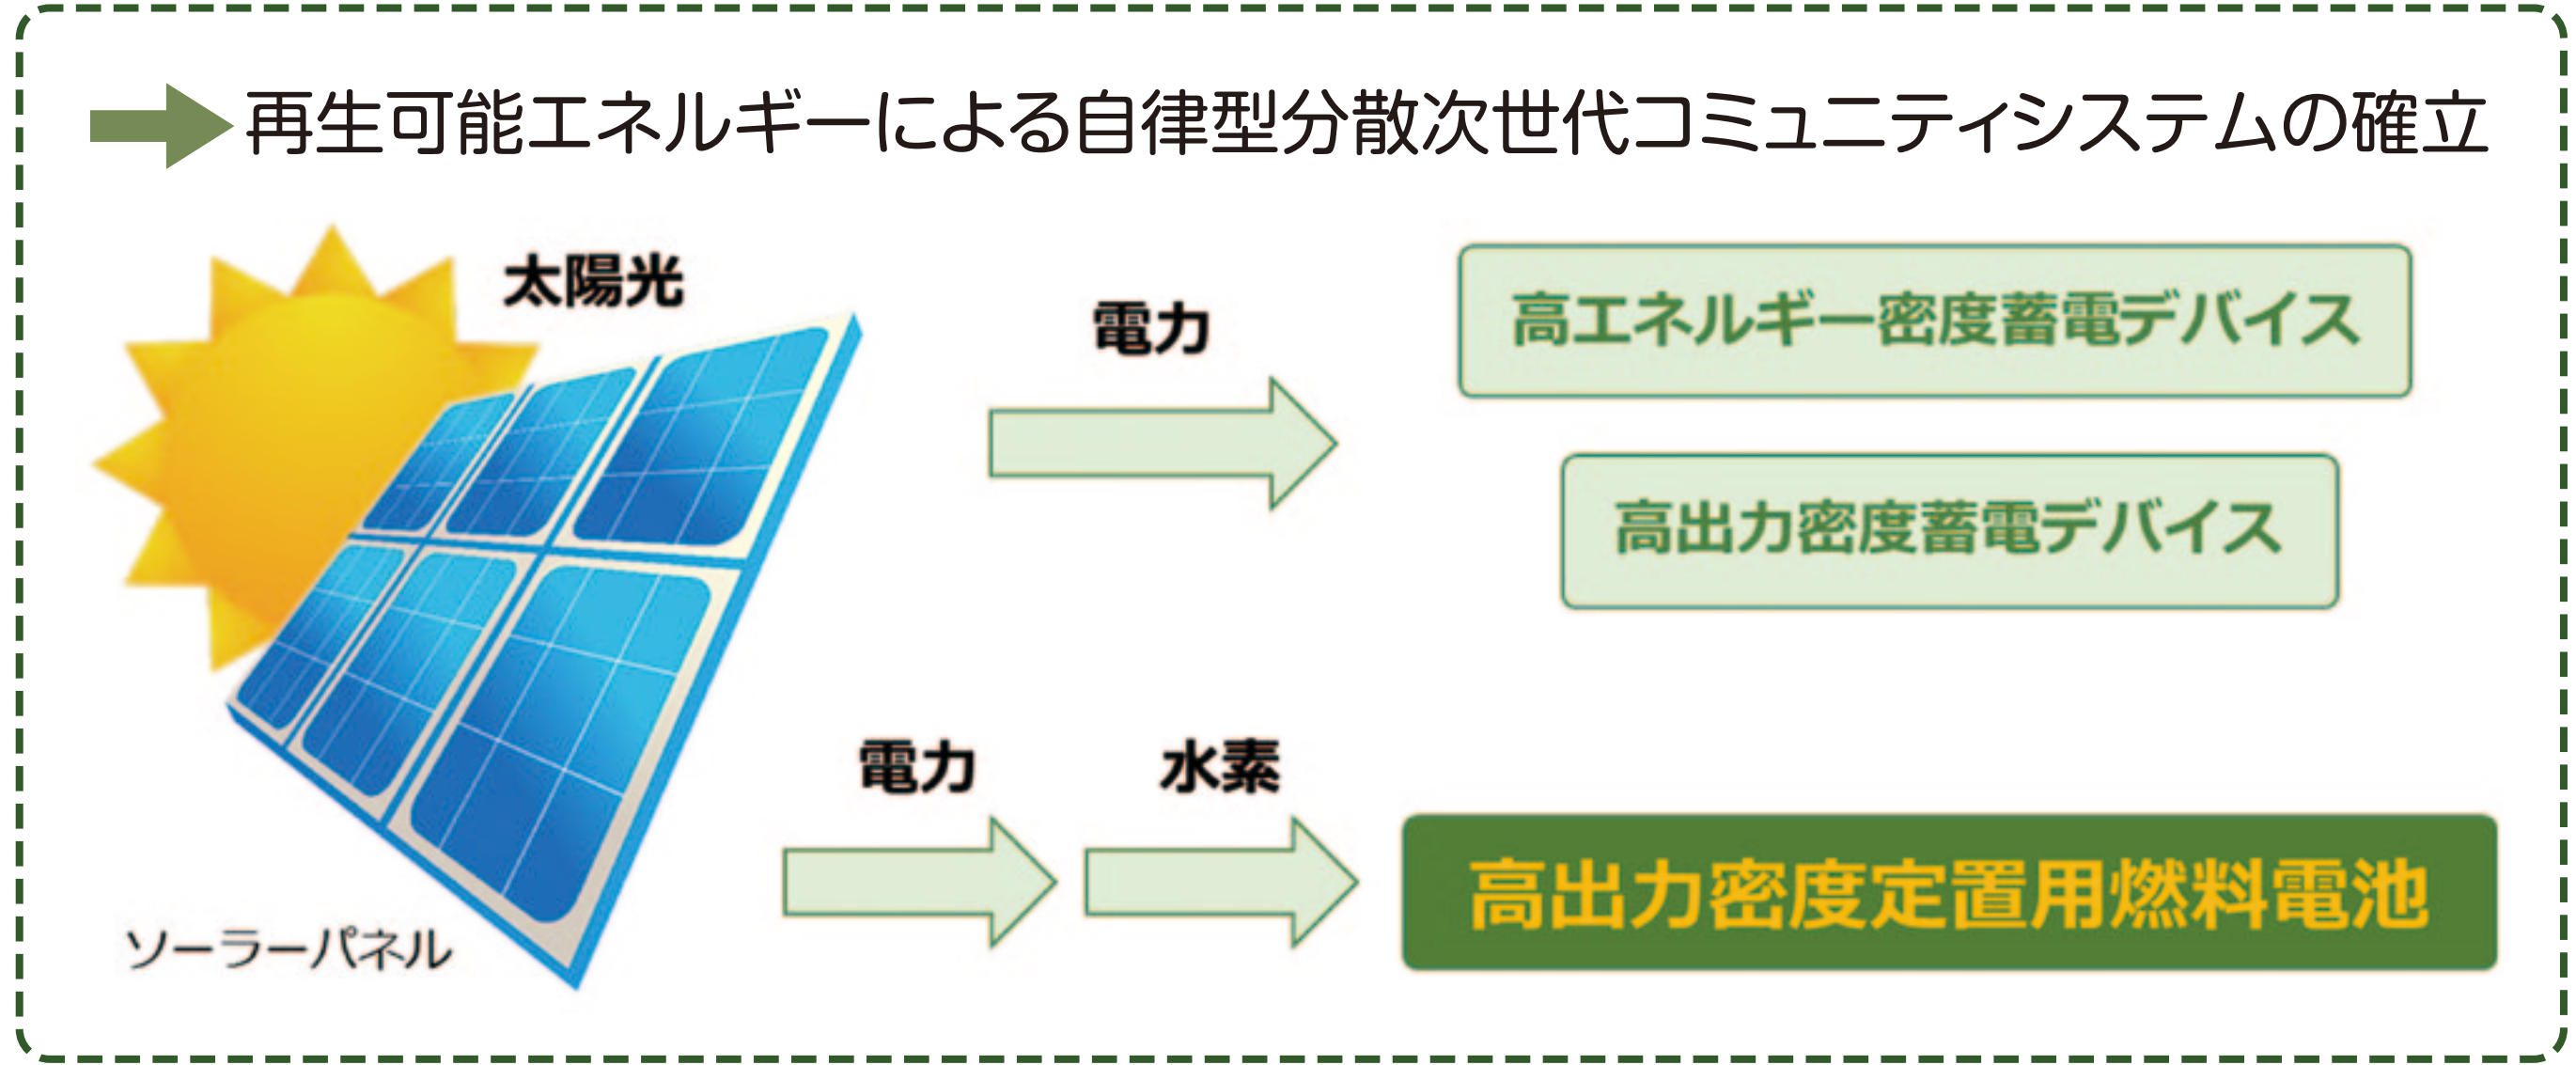 再生可能エネルギーによる自律型分散次世代コミュニティシステムの確立
太陽光
電力
高エネルギー密度蓄電デバイス
高出力密度蓄電デバイス
電力
水素
高出力密度定置用燃料電池
ソーラーパネル